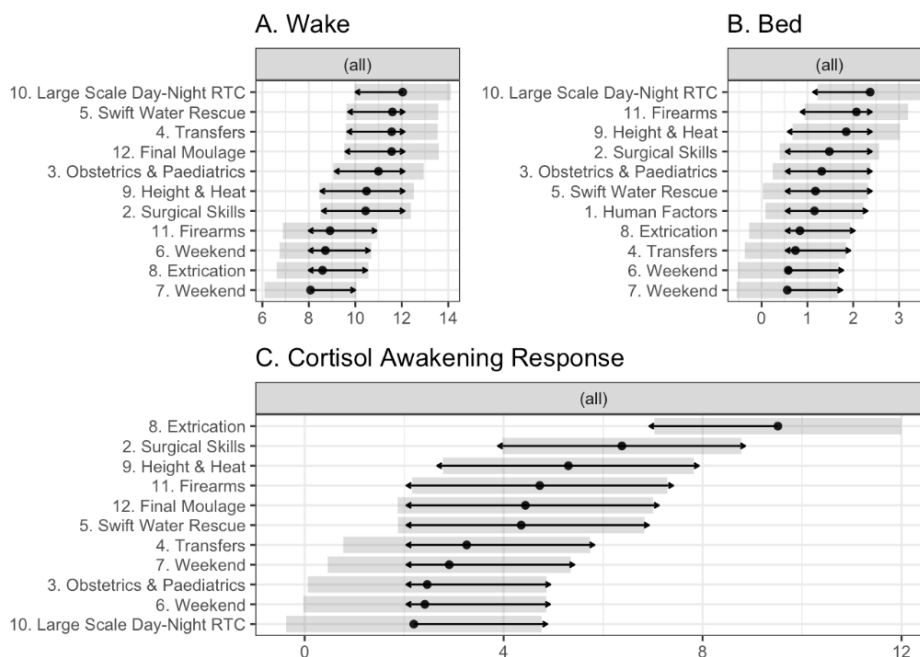 A. Wake
(all)
10. Large Scale Day-Night RTC
5. Swift Water Rescue
4. Transfers
12. Final Moulage
3. Obstetrics & Paediatrics
9. Height & Heat
2. Surgical Skills
11. Firearms
6. Weekend
8. Extrication
7. Weekend
6 8 10 12 14
B. Bed
(all)
10. Large Scale Day-Night RTC
11. Firearms
9. Height & Heat
2. Surgical Skills
3. Obstetrics & Paediatrics
5. Swift Water Rescue
1. Human Factors
8. Extrication
4. Transfers
6. Weekend
7. Weekend
0 1 2 3
C. Cortisol Awakening Response
(all)
8. Extrication
2. Surgical Skills
9. Height & Heat
11. Firearms
12. Final Moulage
5. Swift Water Rescue
4. Transfers
7. Weekend
3. Obstetrics & Paediatrics
6. Weekend
10. Large Scale Day-Night RTC
0 4 8 12